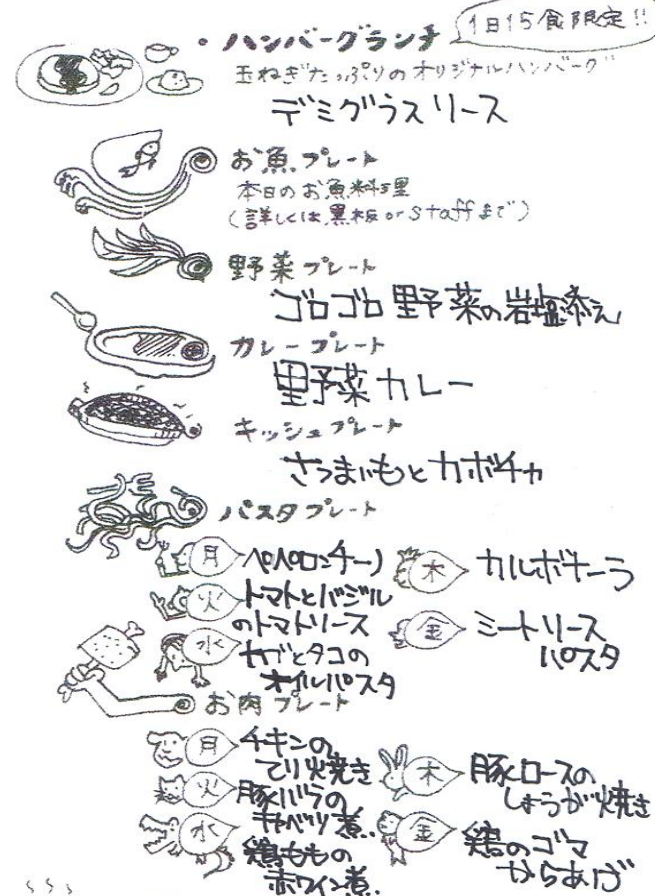 ・ハンバーグランチ
1日15食限定!!
玉ねぎたっぷりのオリジナルハンバーグ
デミグラスソース
お魚プレート
本日のお魚料理
(詳しくは黒板orstaffまで)
野菜プレート
ゴロゴロ野菜の岩塩添え
カレープレート
野菜カレー
キッシュプレート
さつまいもとカボチャ
パスタプレート
月 ペペロンチーノ
火 トマトとバジル
のトマトソース
水 カブとタコの
オイルパスタ
木 カルボナーラ
金 ミートソース
パスタ
お肉プレート
月 チキンの
てり焼き
火 豚バラの
キャベツ煮
水 鶏ももの
赤ワイン煮
木 豚ロースの
しょうが焼き
金 鶏のゴマ
からあげ